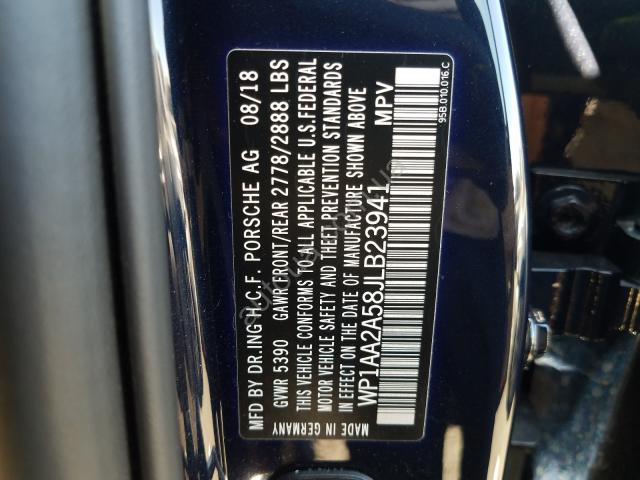 MFD BY DR.ING.H.C.F. PORSCHE AG 08/18
GVWR 5390 GAWR FRONT/REAR 2778/2888 LBS
THIS VEHICLE CONFORMS TO ALL APPLICABLE U.S.FEDERAL
MOTOR VEHICLE SAFETY AND THEFT PREVENTION STANDARDS
IN EFFECT ON THE DATE OF MANUFACTURE SHOWN ABOVE
WP1AA2A58JLB23941 MPV
MADE IN GERMANY
95B.010.016.C